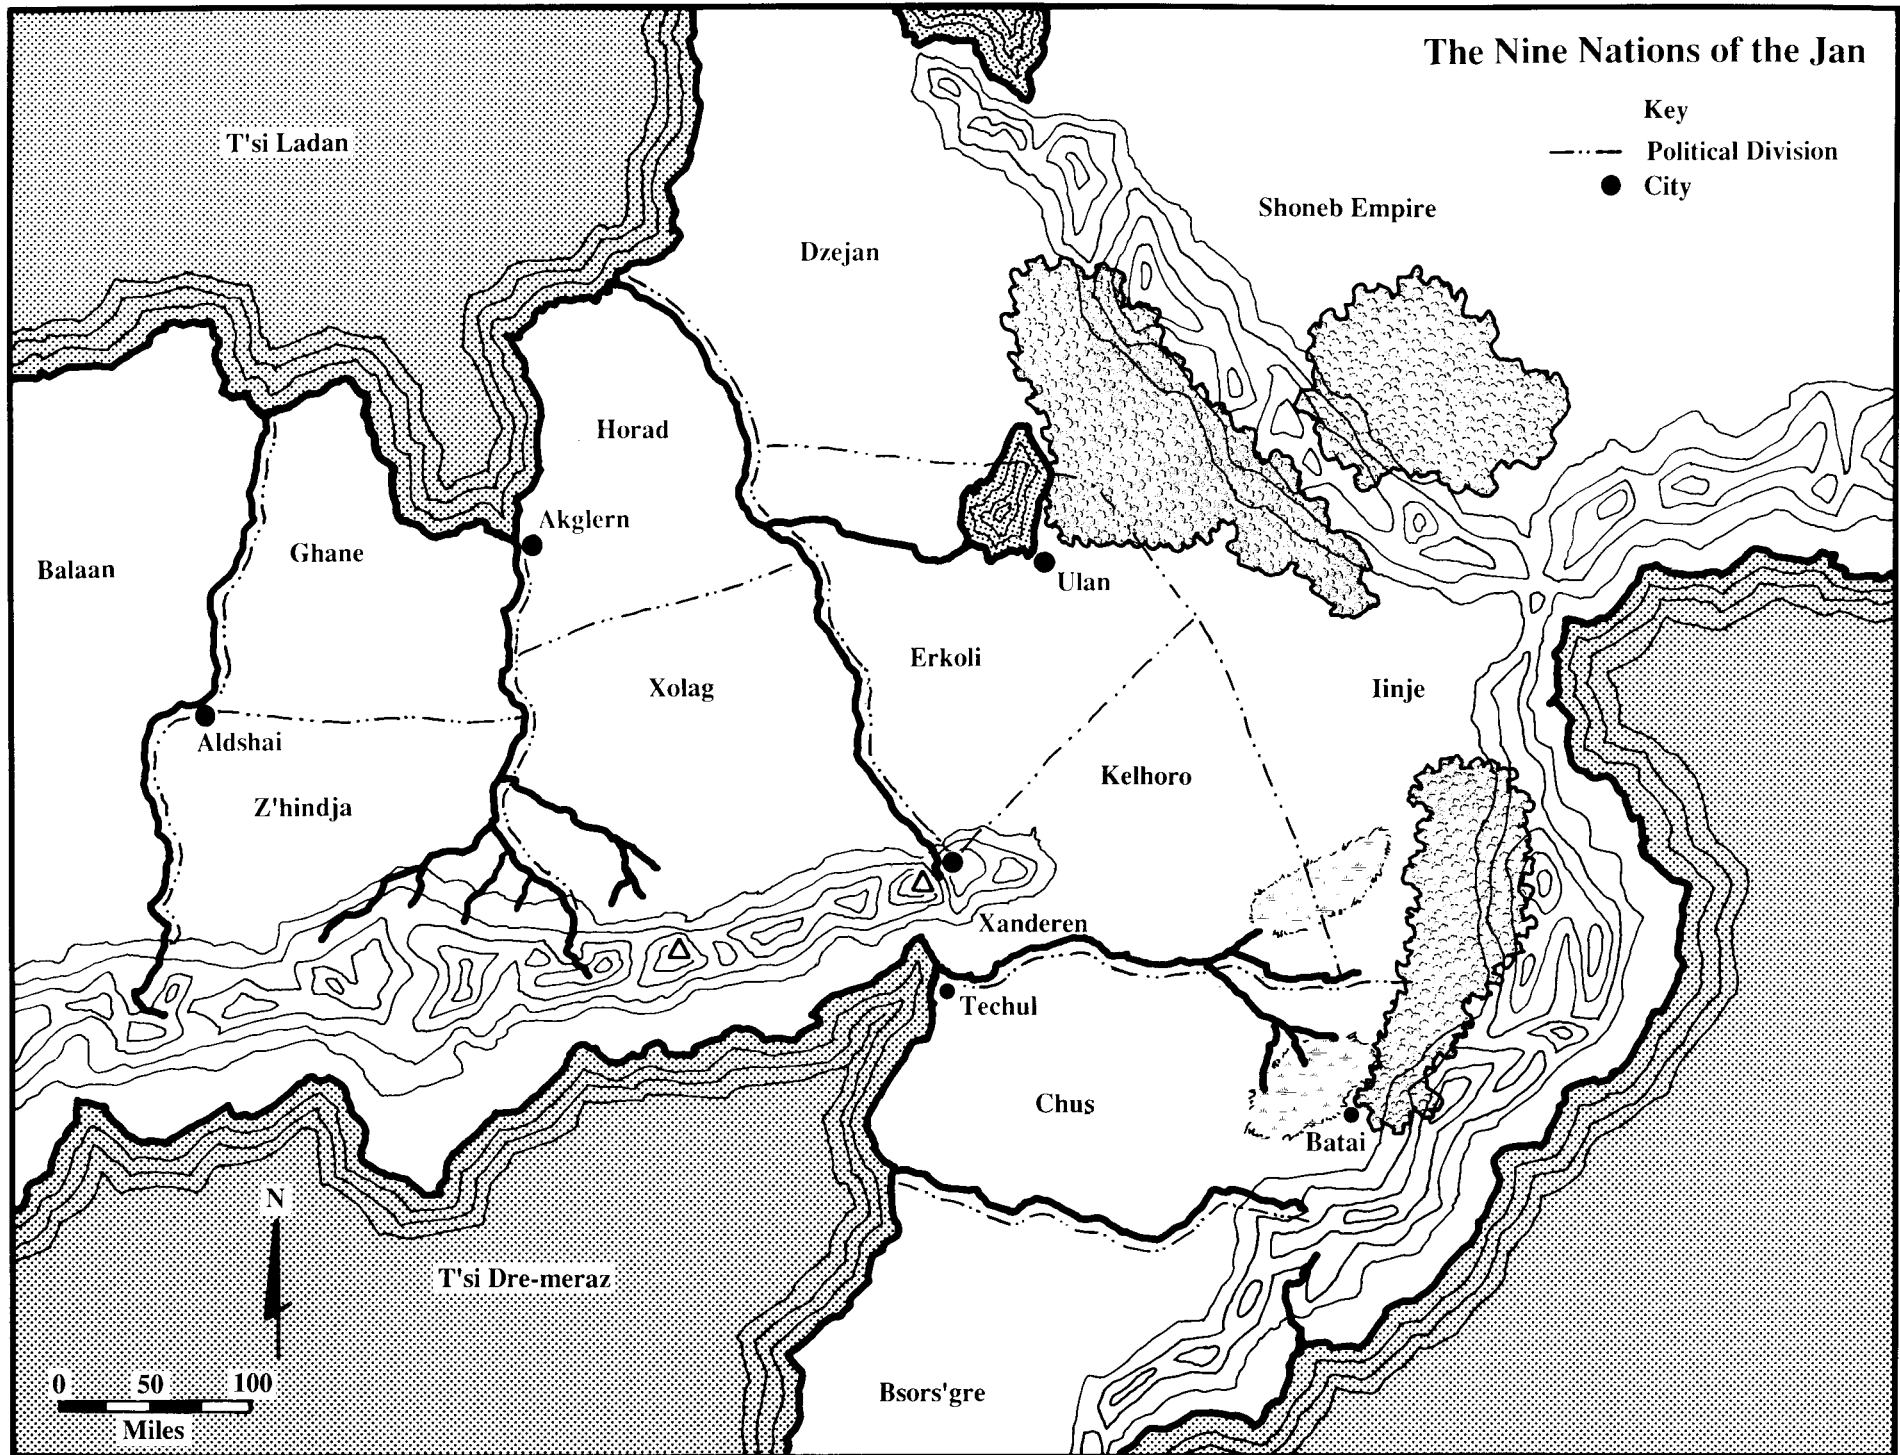 The Nine Nations of the Jan
Key
Political Division
City
T'si Ladan
Shoneb Empire
Dzejan
Horad
Akglern
Ghane
Balaan
Ulan
Erkoli
Xolag
Iinje
Aldshai
Kelhoro
Z'hindja
Xanderen
Techul
Chus
Batai
N
T'si Dre-meraz
0 50 100
Miles
Bsors'gre